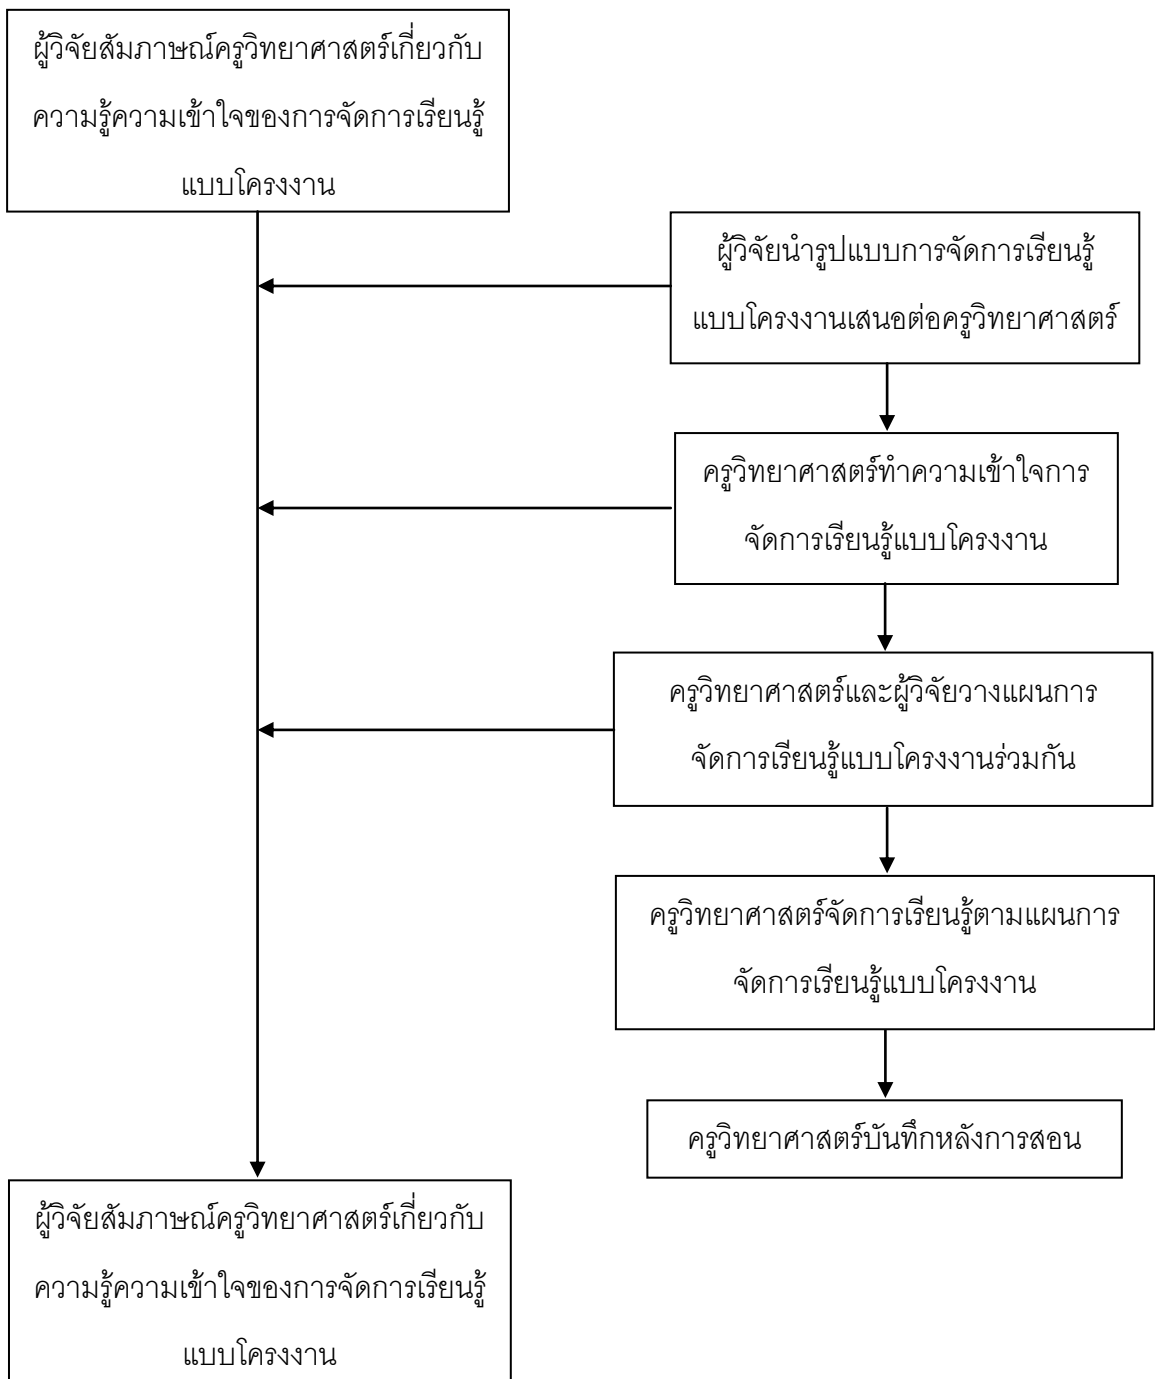 ผู้วิจัยสัมภาษณ์ครูวิทยาศาสตร์เกี่ยวกับ
ความรู้ความเข้าใจของการจัดการเรียนรู้
แบบโครงงาน
ผู้วิจัยนำรูปแบบการจัดการเรียนรู้
แบบโครงงานเสนอต่อครูวิทยาศาสตร์
ครูวิทยาศาสตร์ทำความเข้าใจการ
จัดการเรียนรู้แบบโครงงาน
ครูวิทยาศาสตร์และผู้วิจัยวางแผนการ
จัดการเรียนรู้แบบโครงงานร่วมกัน
ครูวิทยาศาสตร์จัดการเรียนรู้ตามแผนการ
จัดการเรียนรู้แบบโครงงาน
ครูวิทยาศาสตร์บันทึกหลังการสอน
ผู้วิจัยสัมภาษณ์ครูวิทยาศาสตร์เกี่ยวกับ
ความรู้ความเข้าใจของการจัดการเรียนรู้
แบบโครงงาน